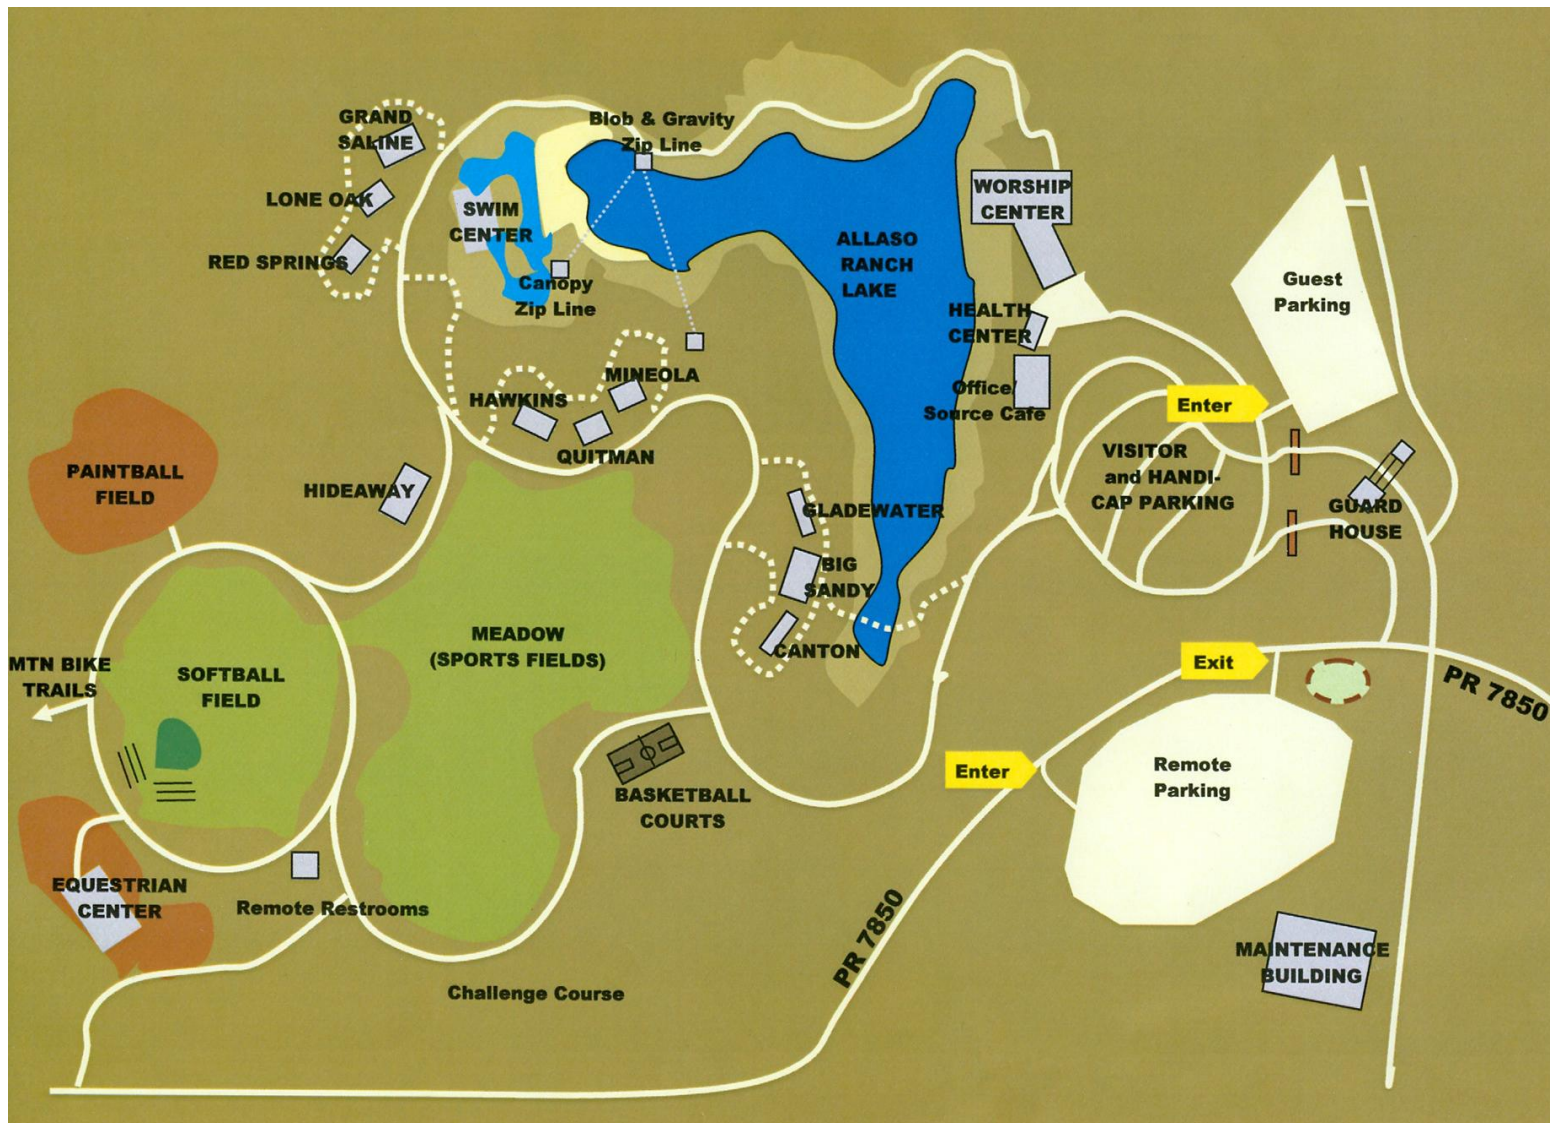 GRAND
SALINE
LONE OAK
RED SPRINGS
SWIM
CENTER
Blob & Gravity
Zip Line
Canopy
Zip Line
ALLASO
RANCH
LAKE
WORSHIP
CENTER
HEALTH
CENTER
Office/
Source Cafe
Guest
Parking
Enter
VISITOR
and HANDI-
CAP PARKING
GUARD
HOUSE
MINEOLA
HAWKINS
QUITMAN
HIDEAWAY
PAINTBALL
FIELD
GLADEWATER
BIG
SANDY
CANTON
MEADOW
(SPORTS FIELDS)
MTN BIKE
TRAILS
SOFTBALL
FIELD
Exit
PR 7850
Enter
Remote
Parking
BASKETBALL
COURTS
EQUESTRIAN
CENTER
Remote Restrooms
PR 7850
MAINTENANCE
BUILDING
Challenge Course